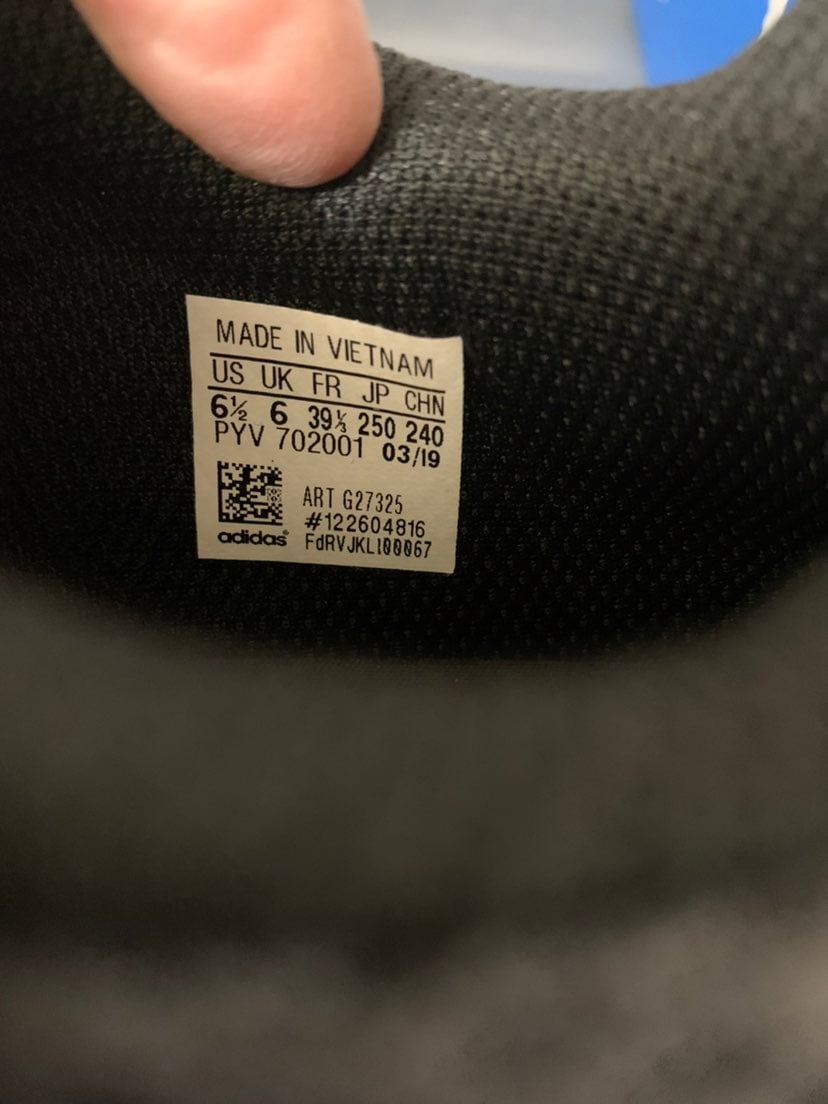 MADE IN VIETNAM
US UK FR JP CHN
6½ 6 39⅓ 250 240
PYV 702001 03/19
ART G27325
#122604816
adidas FdRVJKL100067